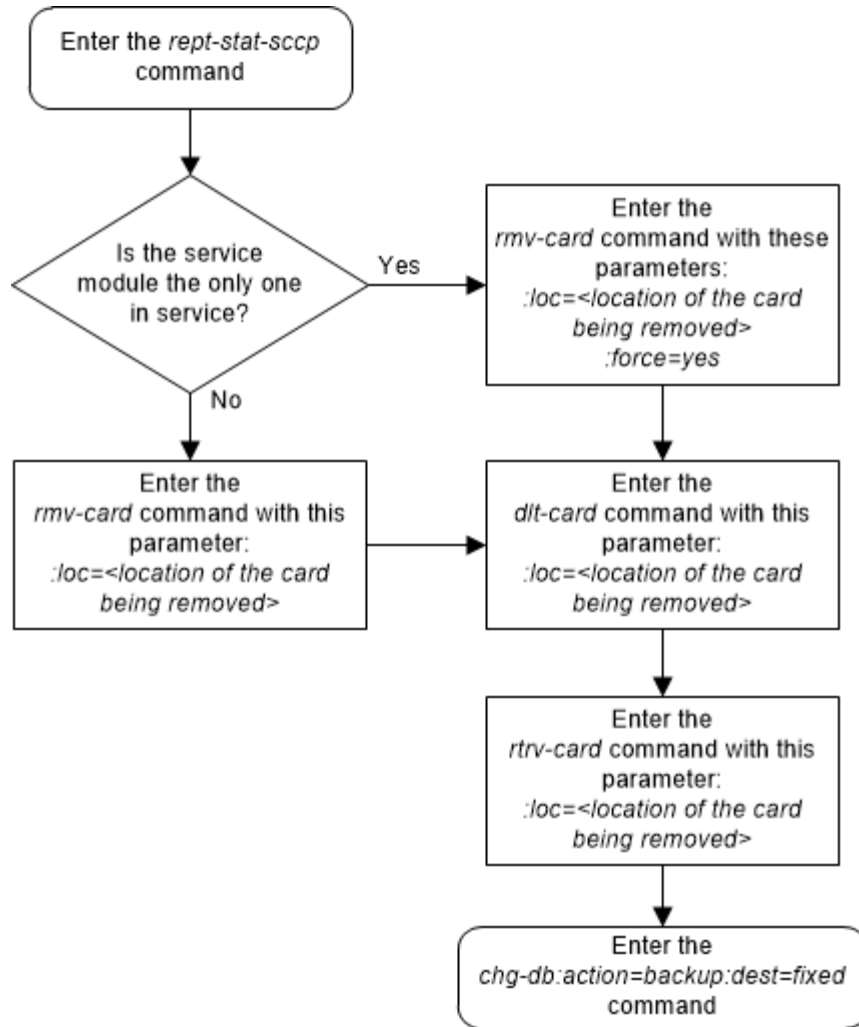 Enter the rept-stat-sccp
command
Is the service
module the only one
in service?
Yes
Enter the
rmv-card command with these
parameters:
:loc=<location of the card
being removed>
:force=yes
No
Enter the
rmv-card command with this
parameter:
:loc=<location of the card
being removed>
Enter the
dlt-card command with this
parameter:
:loc=<location of the card
being removed>
Enter the
rtrv-card command with this
parameter:
:loc=<location of the card
being removed>
Enter the
chg-db:action=backup:dest=fixed
command